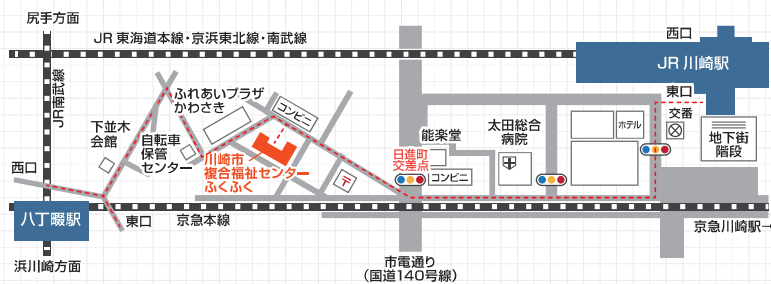 尻手方面
JR 東海道本線・京浜東北線・南武線
西口
JR 川崎駅
東口
交番
地下街
階段
ホテル
太田総合
病院
能楽堂
コンビニ
日進町
交差点
コンビニ
ふれあいプラザ
かわさき
川崎市
複合福祉センター
ふくふく
〒
JR南武線
下並木
会館
自転車
保管
センター
西口
八丁畷駅
東口
京急本線
京急川崎駅→
浜川崎方面
市電通り
(国道140号線)